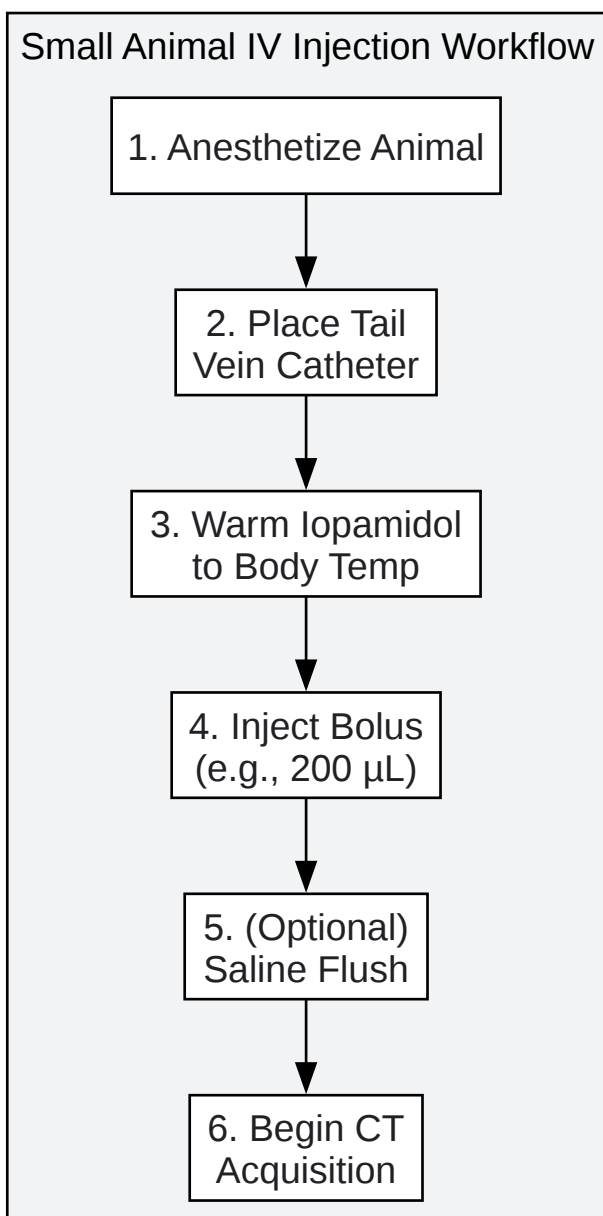 Small Animal IV Injection Workflow
1. Anesthetize Animal
2. Place Tail
Vein Catheter
3. Warm Iopamidol
to Body Temp
4. Inject Bolus
(e.g., 200 µL)
5. (Optional)
Saline Flush
6. Begin CT
Acquisition